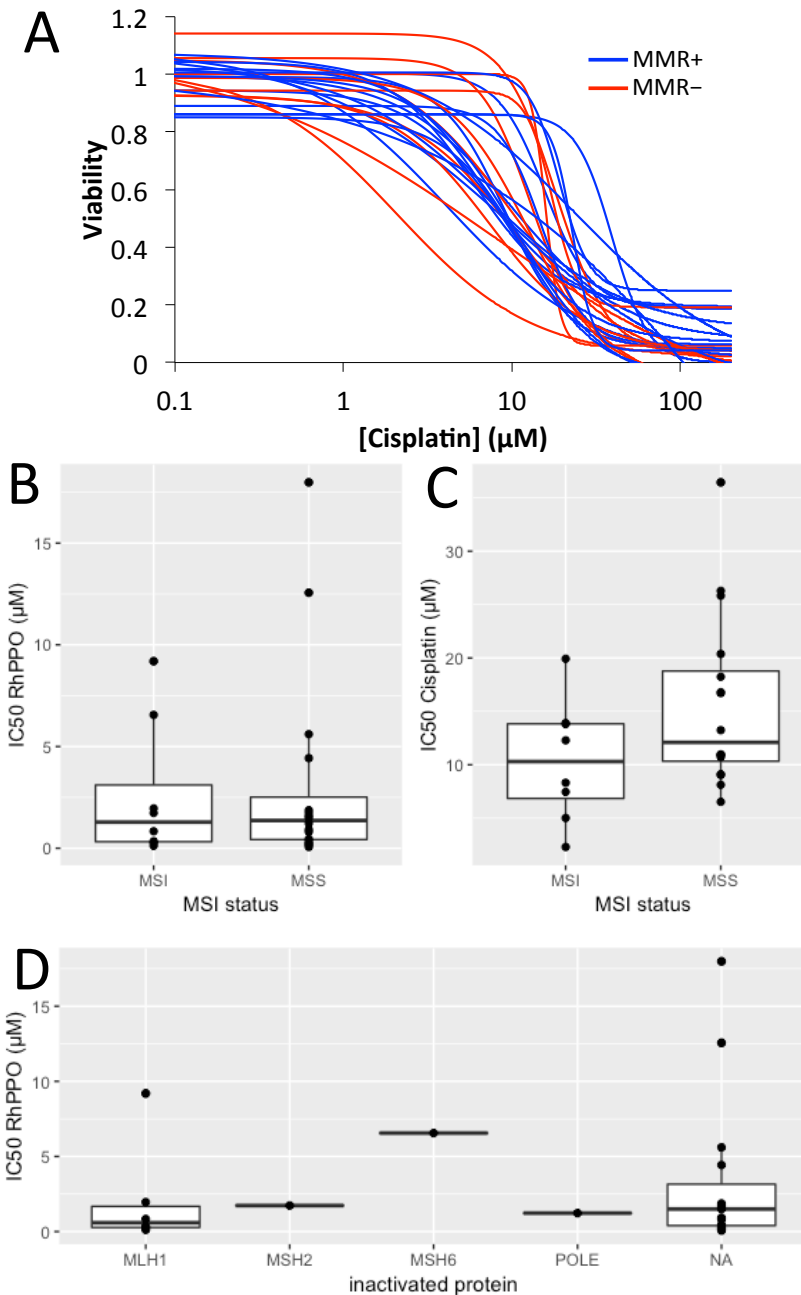 A
1.2
1
0.8
0.6
0.4
0.2
0
Viability
MMR+
MMR−
0.1 1 10 100
[Cisplatin] (μM)
B
IC50 RhPPO (μM)
15
10
5
0
MSI MSS
MSI status
C
IC50 Cisplatin (μM)
30
20
10
MSI MSS
MSI status
D
IC50 RhPPO (μM)
15
10
5
0
MLH1 MSH2 MSH6 POLE NA
inactivated protein